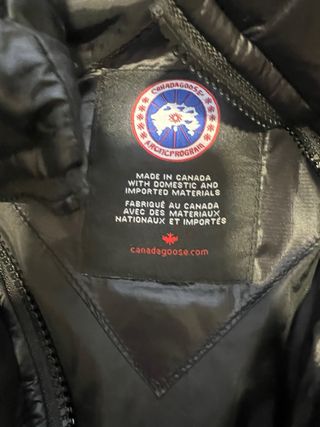 CANADA GOOSE
ARCTIC PROGRAM
MADE IN CANADA
WITH DOMESTIC AND
IMPORTED MATERIALS
FABRIQUÉ AU CANADA
AVEC DES MATÉRIAUX
NATIONAUX ET IMPORTÉS
canadagoose.com